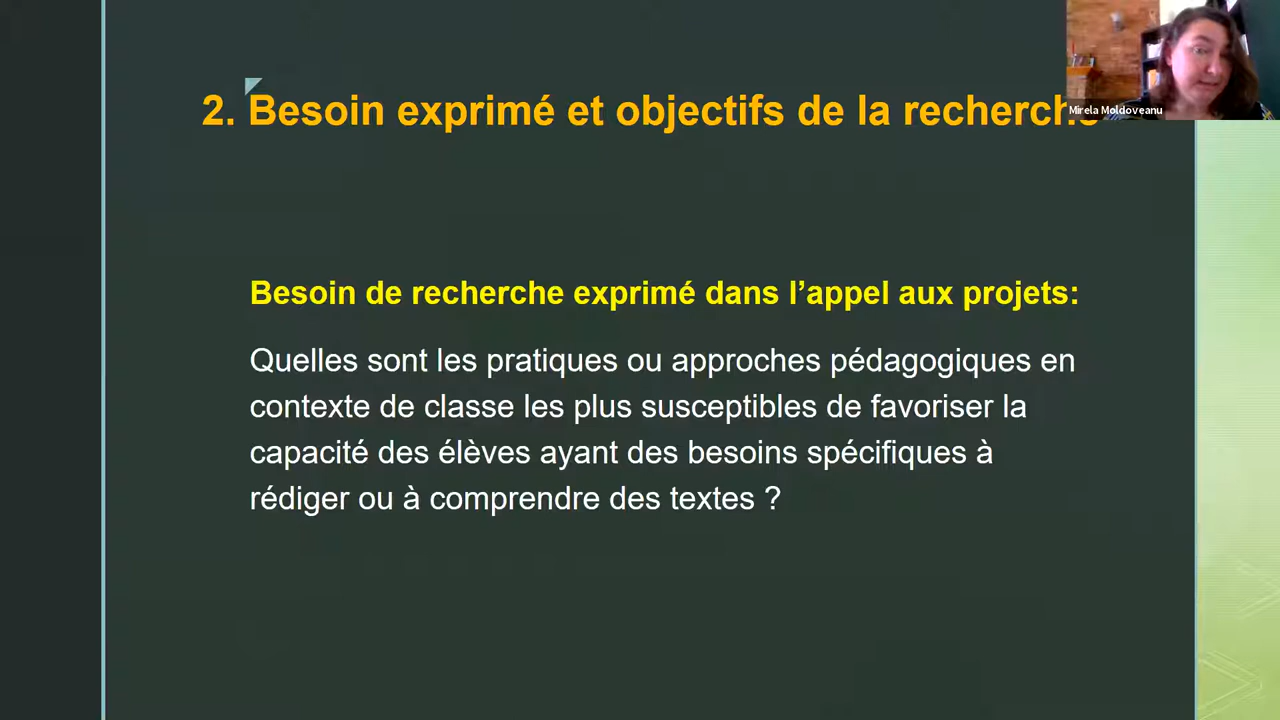 2. Besoin exprimé et objectifs de la recherche
Mirela Moldoveanu
Besoin de recherche exprimé dans l’appel aux projets:
Quelles sont les pratiques ou approches pédagogiques en
contexte de classe les plus susceptibles de favoriser la
capacité des élèves ayant des besoins spécifiques à
rédiger ou à comprendre des textes ?